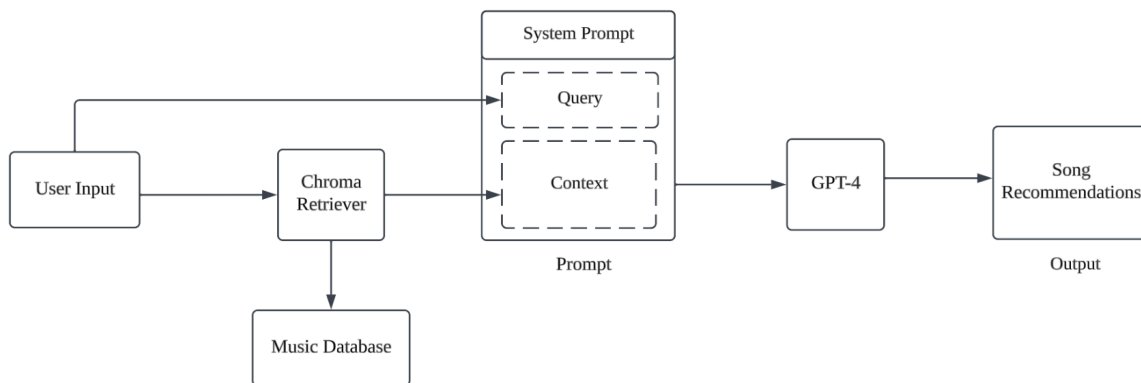 System Prompt
Query
User Input
Chroma
Retriever
Context
GPT-4
Song
Recommendations
Prompt
Output
Music Database